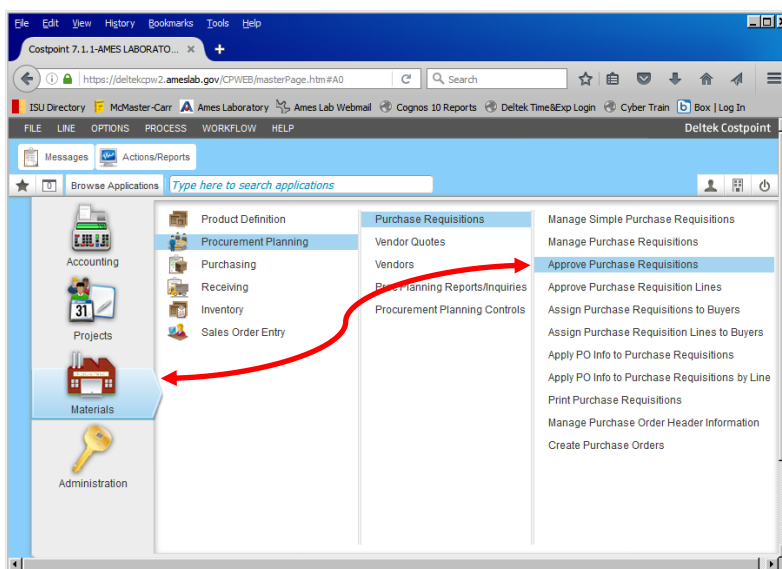 File Edit View History Bookmarks Tools Help
Costpoint 7.1.1-AMES LABORATO... × +
https://deltekcpw2.ameslab.gov/CPWEB/masterPage.htm#A0 Search
ISU Directory McMaster-Carr Ames Laboratory Ames Lab Webmail Cognos 10 Reports Deltek Time&Exp Login Cyber Train Box | Log In
FILE LINE OPTIONS PROCESS WORKFLOW HELP Deltek Costpoint
Messages Actions/Reports
0 Browse Applications Type here to search applications
Accounting
31
Projects
Materials
Administration
Product Definition
Procurement Planning
Purchasing
Receiving
Inventory
Sales Order Entry
Purchase Requisitions
Vendor Quotes
Vendors
Planning Reports/Inquiries
Procurement Planning Controls
Manage Simple Purchase Requisitions
Manage Purchase Requisitions
Approve Purchase Requisitions
Approve Purchase Requisition Lines
Assign Purchase Requisitions to Buyers
Assign Purchase Requisition Lines to Buyers
Apply PO Info to Purchase Requisitions
Apply PO Info to Purchase Requisitions by Line
Print Purchase Requisitions
Manage Purchase Order Header Information
Create Purchase Orders